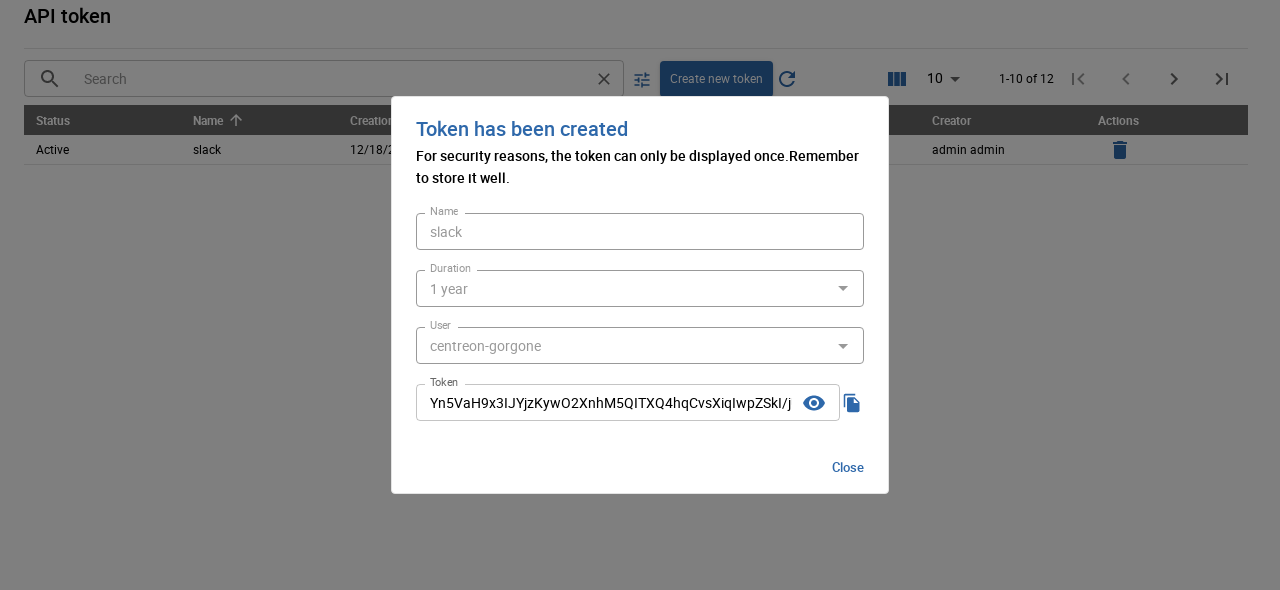 API token
Search
Create new token
10
1-10 of 12
Status
Name
Creation
Creator
Actions
Active
slack
12/18/2
admin admin
Token has been created
For security reasons, the token can only be displayed once.Remember
to store it well.
Name
slack
Duration
1 year
User
centreon-gorgone
Token
Yn5VaH9x3IJYjzKywO2XnhM5QITXQ4hqCvsXiqIwpZSkI/j
Close